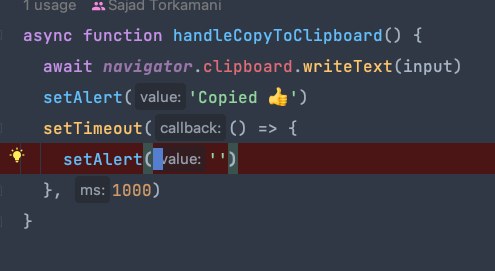 1 usage Sajad Torkamani
async function handleCopyToClipboard() {
await navigator.clipboard.writeText(input)
setAlert( value: 'Copied 👍')
setTimeout( callback: () => {
setAlert( value: '')
}, ms: 1000)
}